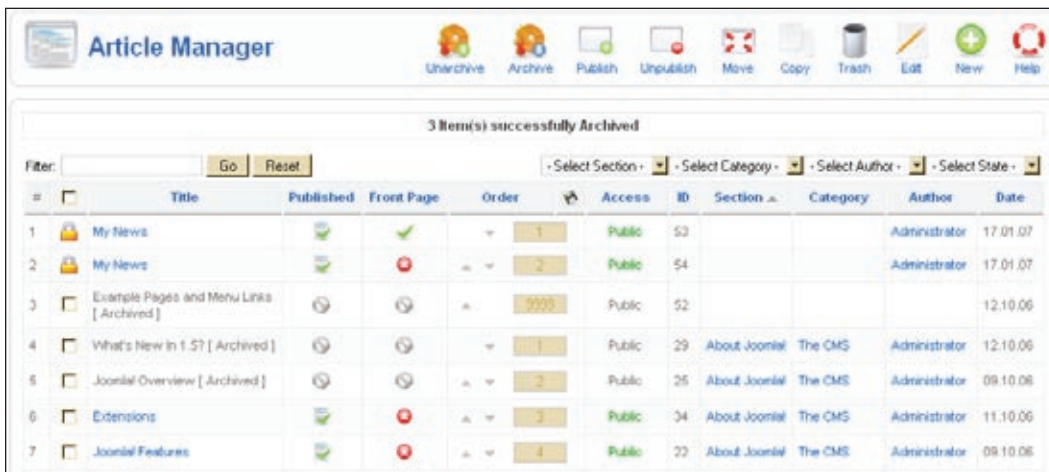 Article Manager
Unarchive Archive Publish Unpublish Move Copy Trash Edit New Help
3 Item(s) successfully Archived
Filter: Go Reset - Select Section - - Select Category - - Select Author - - Select State -
# Title Published Front Page Order Access ID Section Category Author Date
1 My News 1 Public 53 Administrator 17.01.07
2 My News 2 Public 54 Administrator 17.01.07
3 Example Pages and Menu Links [ Archived ] 9999 Public 52 12.10.06
4 What's New In 1.5? [ Archived ] 1 Public 29 About Joomla! The CMS Administrator 12.10.06
5 Joomla! Overview [ Archived ] 2 Public About Joomla! The CMS Administrator 09.10.06
6 Extensions 3 Public 34 About Joomla! The CMS Administrator 11.10.06
7 Joomla! Features 4 Public 22 About Joomla! The CMS Administrator 09.10.06